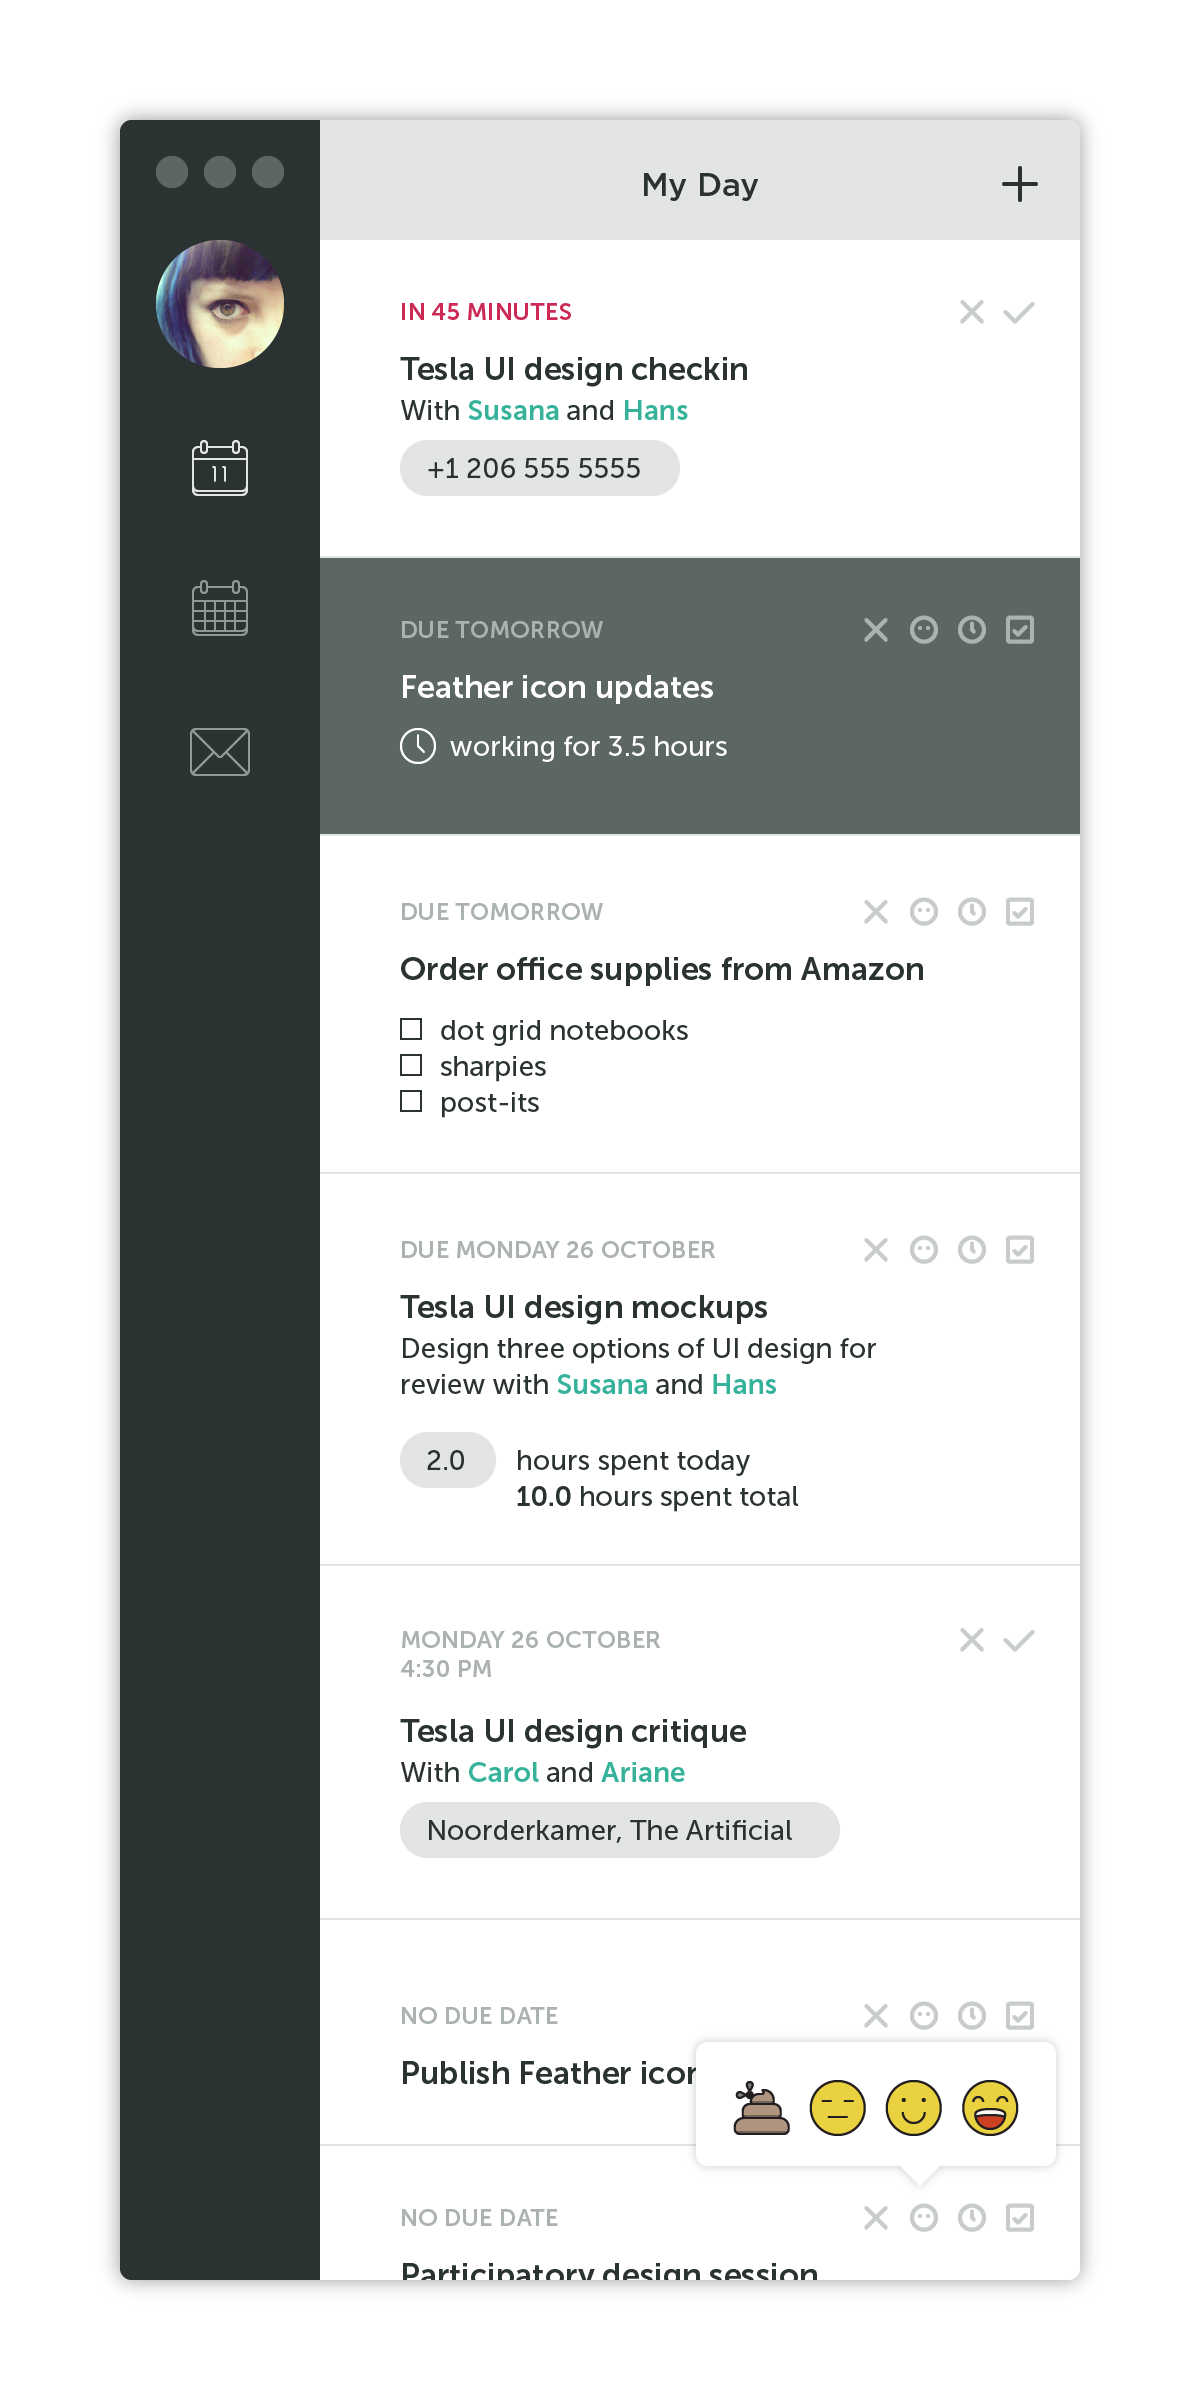 My Day
IN 45 MINUTES
Tesla UI design checkin
With Susana and Hans
+1 206 555 5555
11
DUE TOMORROW
Feather icon updates
working for 3.5 hours
DUE TOMORROW
Order office supplies from Amazon
dot grid notebooks
sharpies
post-its
DUE MONDAY 26 OCTOBER
Tesla UI design mockups
Design three options of UI design for
review with Susana and Hans
2.0 hours spent today
10.0 hours spent total
MONDAY 26 OCTOBER
4:30 PM
Tesla UI design critique
With Carol and Ariane
Noorderkamer, The Artificial
NO DUE DATE
Publish Feather
NO DUE DATE
Participatory design session